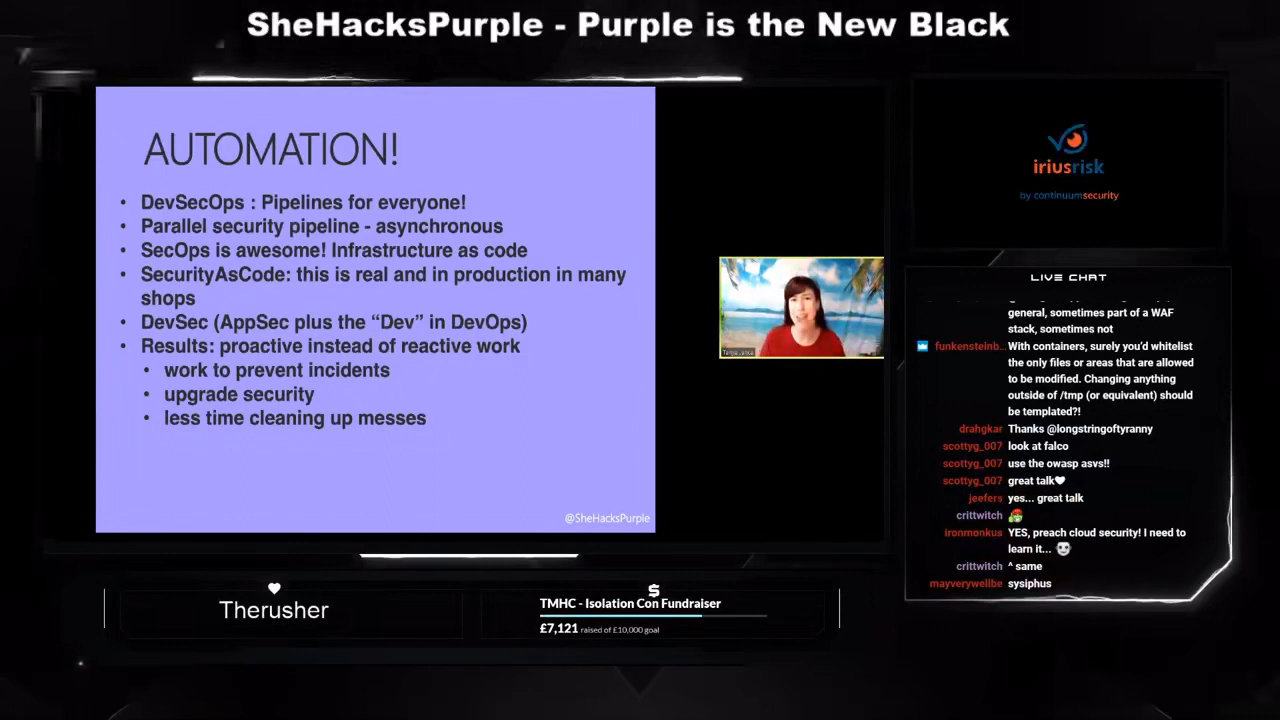 SheHacksPurple - Purple is the New Black
AUTOMATION!
• DevSecOps : Pipelines for everyone!
• Parallel security pipeline - asynchronous
• SecOps is awesome! Infrastructure as code
• SecurityAsCode: this is real and in production in many
shops
• DevSec (AppSec plus the “Dev” in DevOps)
• Results: proactive instead of reactive work
• work to prevent incidents
• upgrade security
• less time cleaning up messes
@SheHacksPurple
iriusrisk
by continuumsecurity
LIVE CHAT
general, sometimes part of a WAF
stack, sometimes not
funkensteinb... With containers, surely you’d whitelist
the only files or areas that are allowed
to be modified. Changing anything
outside of /tmp (or equivalent) should
be templated?!
drahgkar Thanks @longstringoftyranny
scottyg_007 look at falco
scottyg_007 use the owasp asvs!!
scottyg_007 great talk❤
jeefers yes... great talk
crittwitch
ironmonkus YES, preach cloud security! I need to
learn it...
crittwitch ^ same
mayverywellbe sysiphus
Therusher
TMHC - Isolation Con Fundraiser
£7,121 raised of £10,000 goal